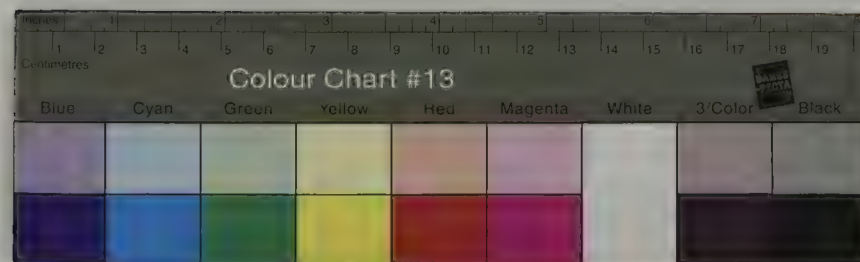 Inches 1 2 3 4 5 6 7
1 2 3 4 5 6 7 8 9 10 11 12 13 14 15 16 17 18 19
Centimetres
Colour Chart #13
Blue Cyan Green Yellow Red Magenta White 3/Color Black